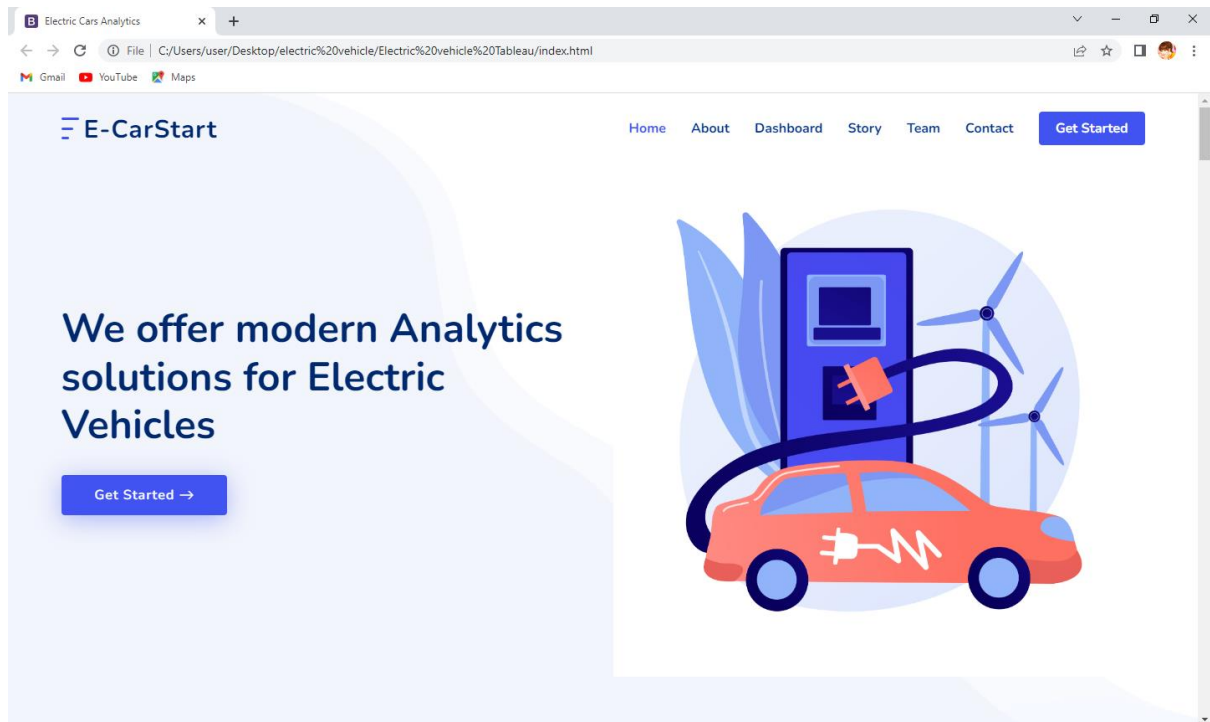 Electric Cars Analytics
File | C:/Users/user/Desktop/electric%20vehicle/Electric%20vehicle%20Tableau/index.html
Gmail YouTube Maps
E-CarStart Home About Dashboard Story Team Contact Get Started
We offer modern Analytics
solutions for Electric
Vehicles
Get Started →